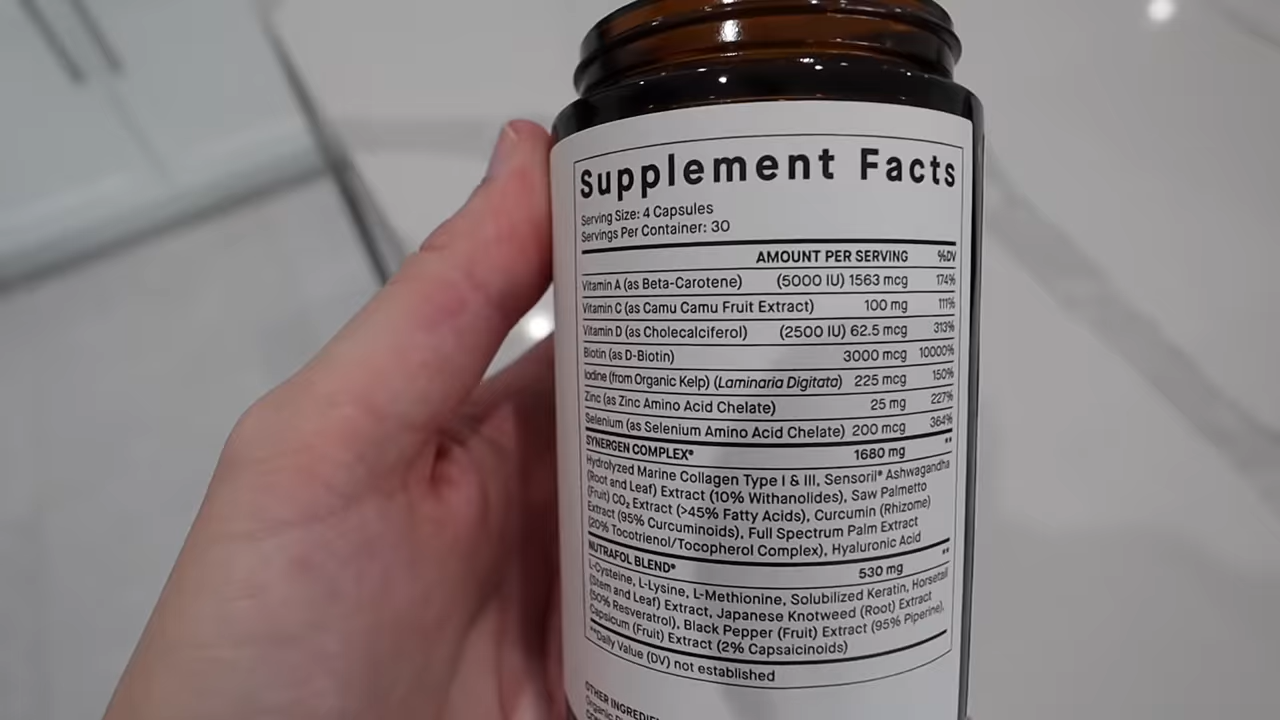 Supplement Facts
Serving Size: 4 Capsules
Servings Per Container: 30
AMOUNT PER SERVING %DV
Vitamin A (as Beta-Carotene) (5000 IU) 1563 mcg 174%
Vitamin C (as Camu Camu Fruit Extract) 100 mg 111%
Vitamin D (as Cholecalciferol) (2500 IU) 62.5 mcg 313%
Biotin (as D-Biotin) 3000 mcg 10000%
Iodine (from Organic Kelp) (Laminaria Digitata) 225 mcg 150%
Zinc (as Zinc Amino Acid Chelate) 25 mg 227%
Selenium (as Selenium Amino Acid Chelate) 200 mcg 364%
SYNERGEN COMPLEX® 1680 mg **
Hydrolyzed Marine Collagen Type I & III, Sensoril® Ashwagandha
(Root and Leaf) Extract (10% Withanolides), Saw Palmetto
(Fruit) CO₂ Extract (>45% Fatty Acids), Curcumin (Rhizome)
Extract (95% Curcuminoids), Full Spectrum Palm Extract
(20% Tocotrienol/Tocopherol Complex), Hyaluronic Acid
NUTRAFOL BLEND® 530 mg **
L-Cysteine, L-Lysine, L-Methionine, Solubilized Keratin, Horsetail
(Stem and Leaf) Extract, Japanese Knotweed (Root) Extract
(50% Resveratrol), Black Pepper (Fruit) Extract (95% Piperine),
Capsicum (Fruit) Extract (2% Capsaicinoids)
**Daily Value (DV) not established
OTHER
Organic